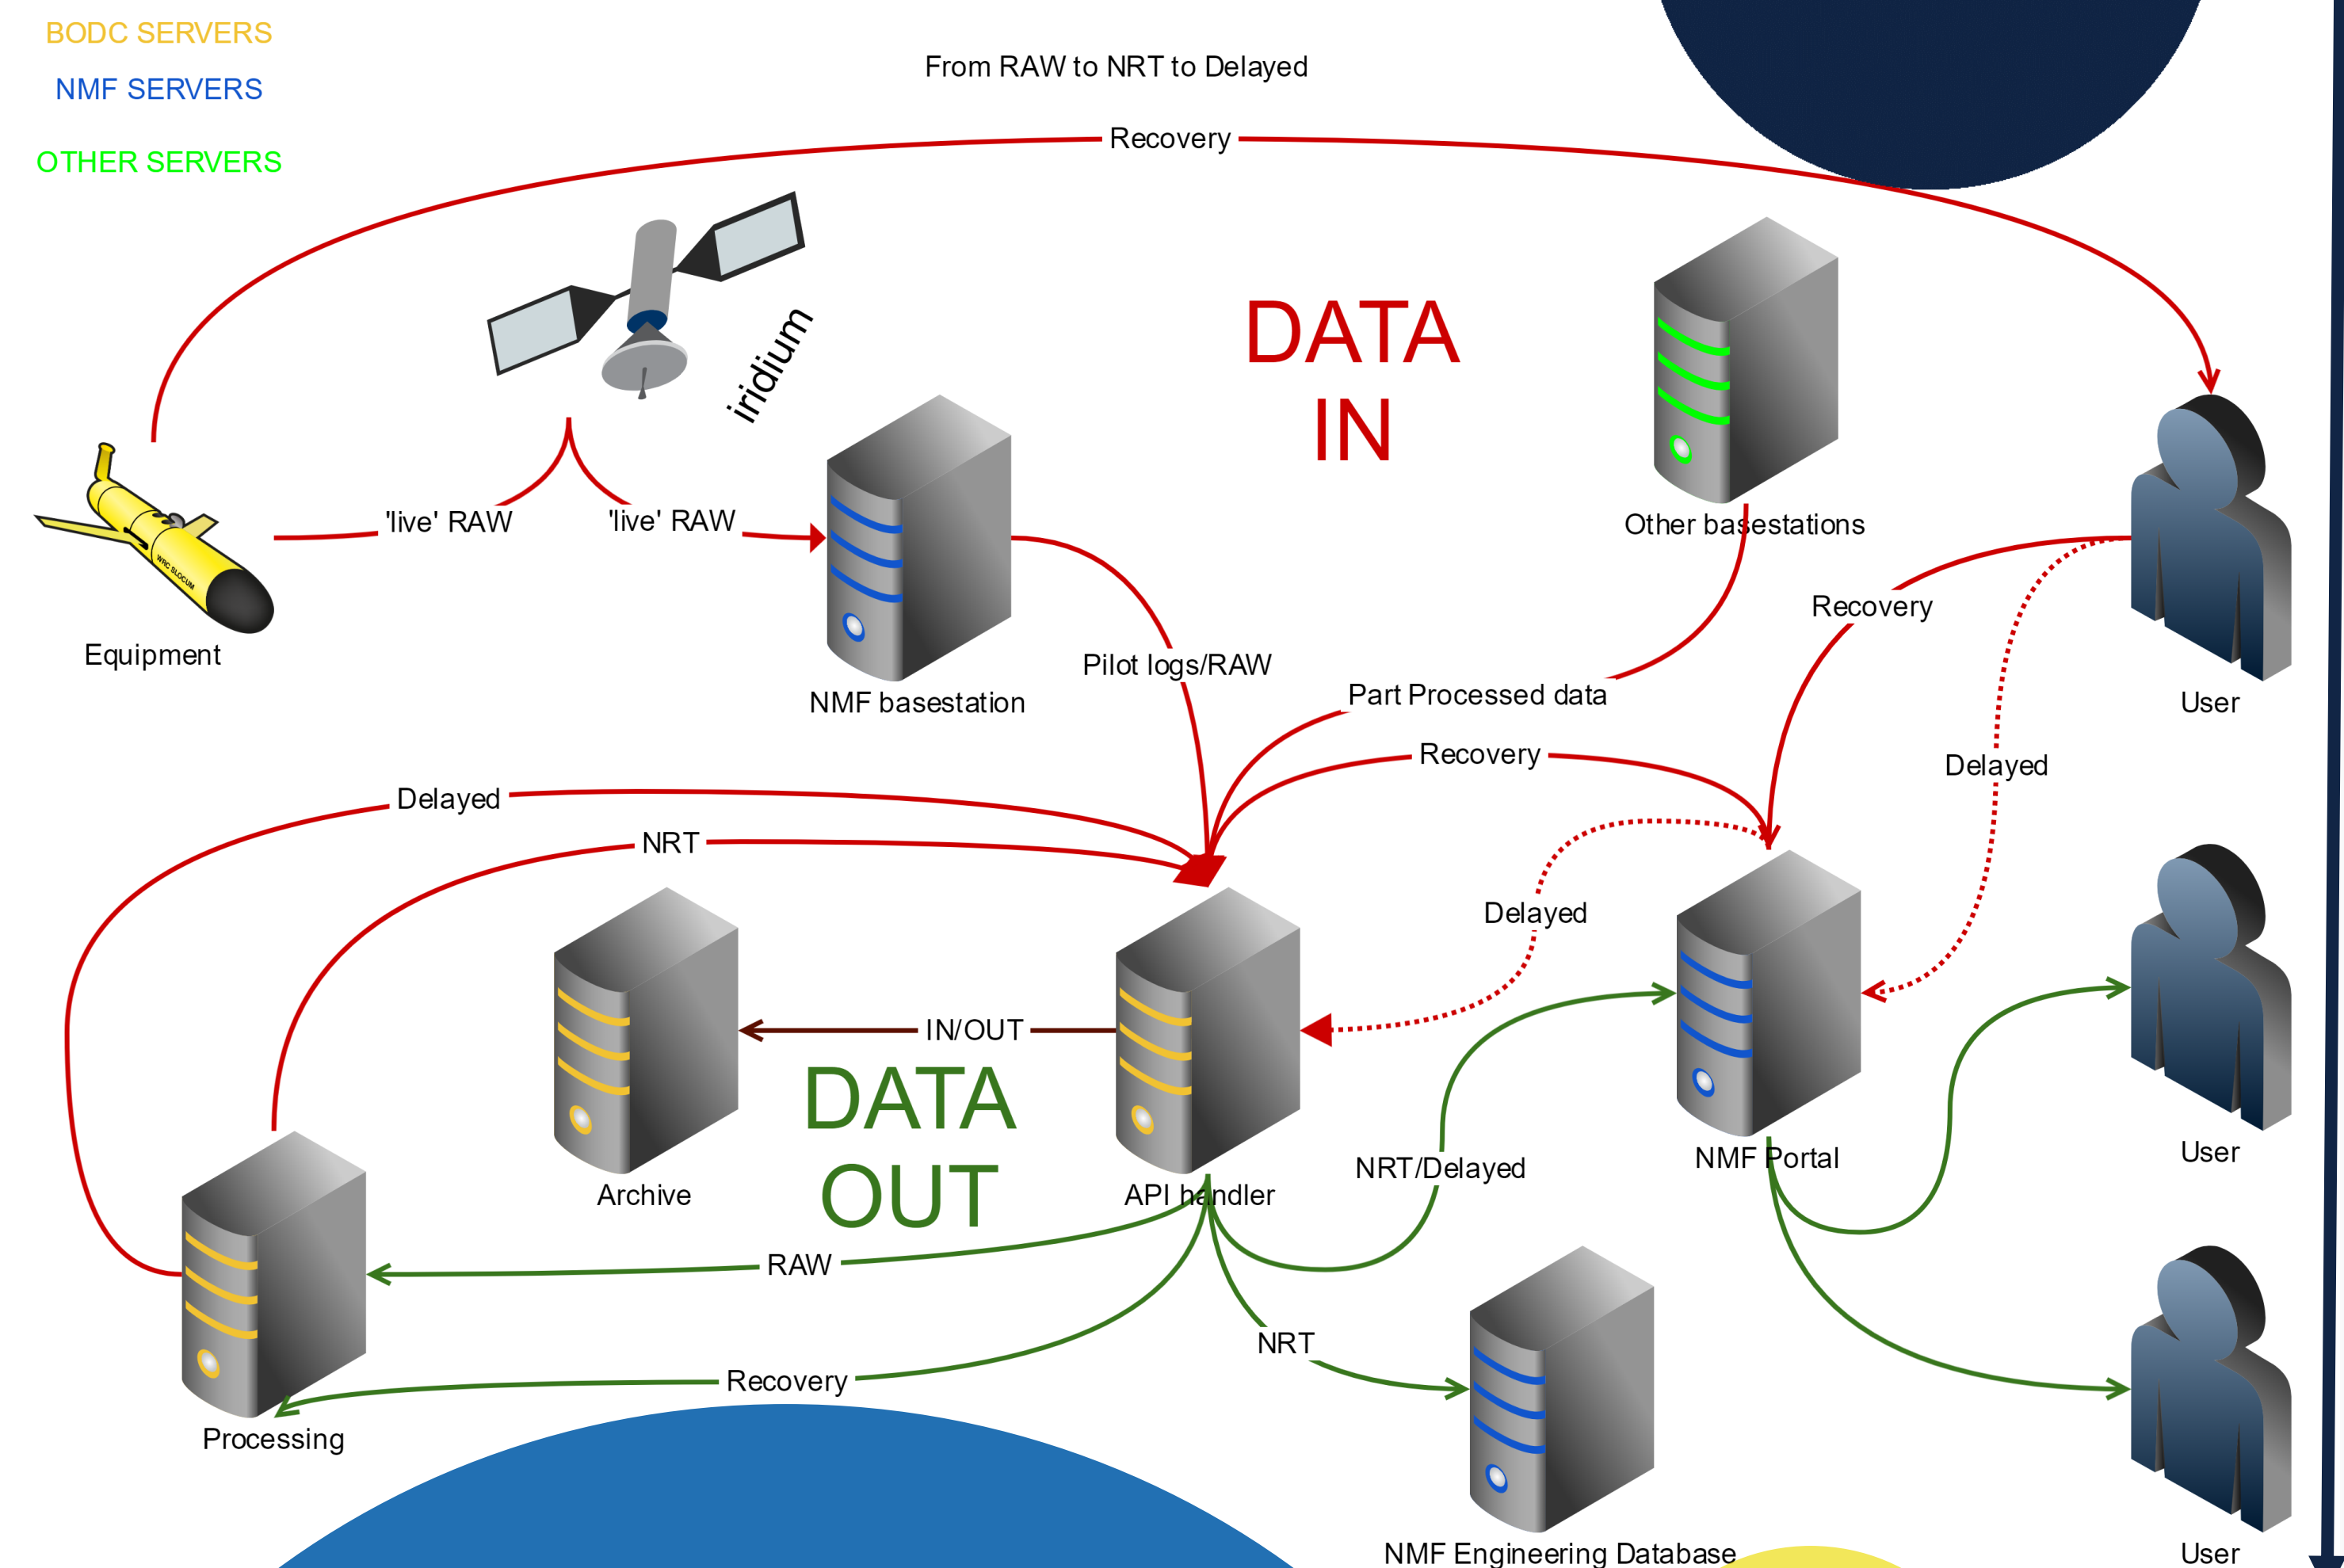 BODC SERVERS
NMF SERVERS
OTHER SERVERS
From RAW to NRT to Delayed
Recovery
iridium
DATA
IN
'live' RAW
'live' RAW
WRC SLOCUM
Equipment
NMF basestation
Other basestations
User
Pilot logs/RAW
Part Processed data
Recovery
Recovery
Delayed
Delayed
NRT
Delayed
IN/OUT
DATA
OUT
Archive
API handler
NRT/Delayed
NMF Portal
User
RAW
NRT
Recovery
Processing
NMF Engineering Database
User